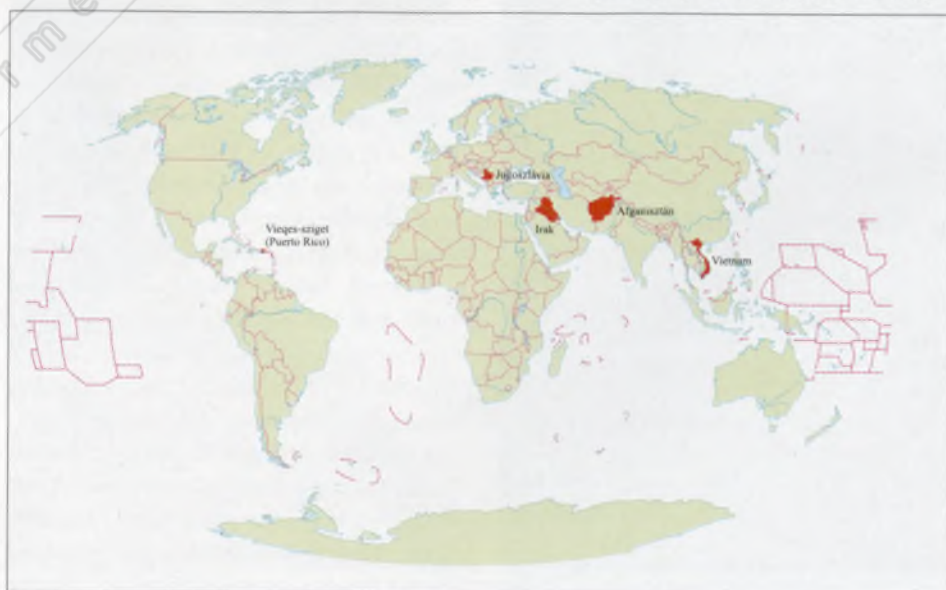 Jugoszlávia
Afganisztán
Irak
Vieqes-sziget
(Puerto Rico)
Vietnam